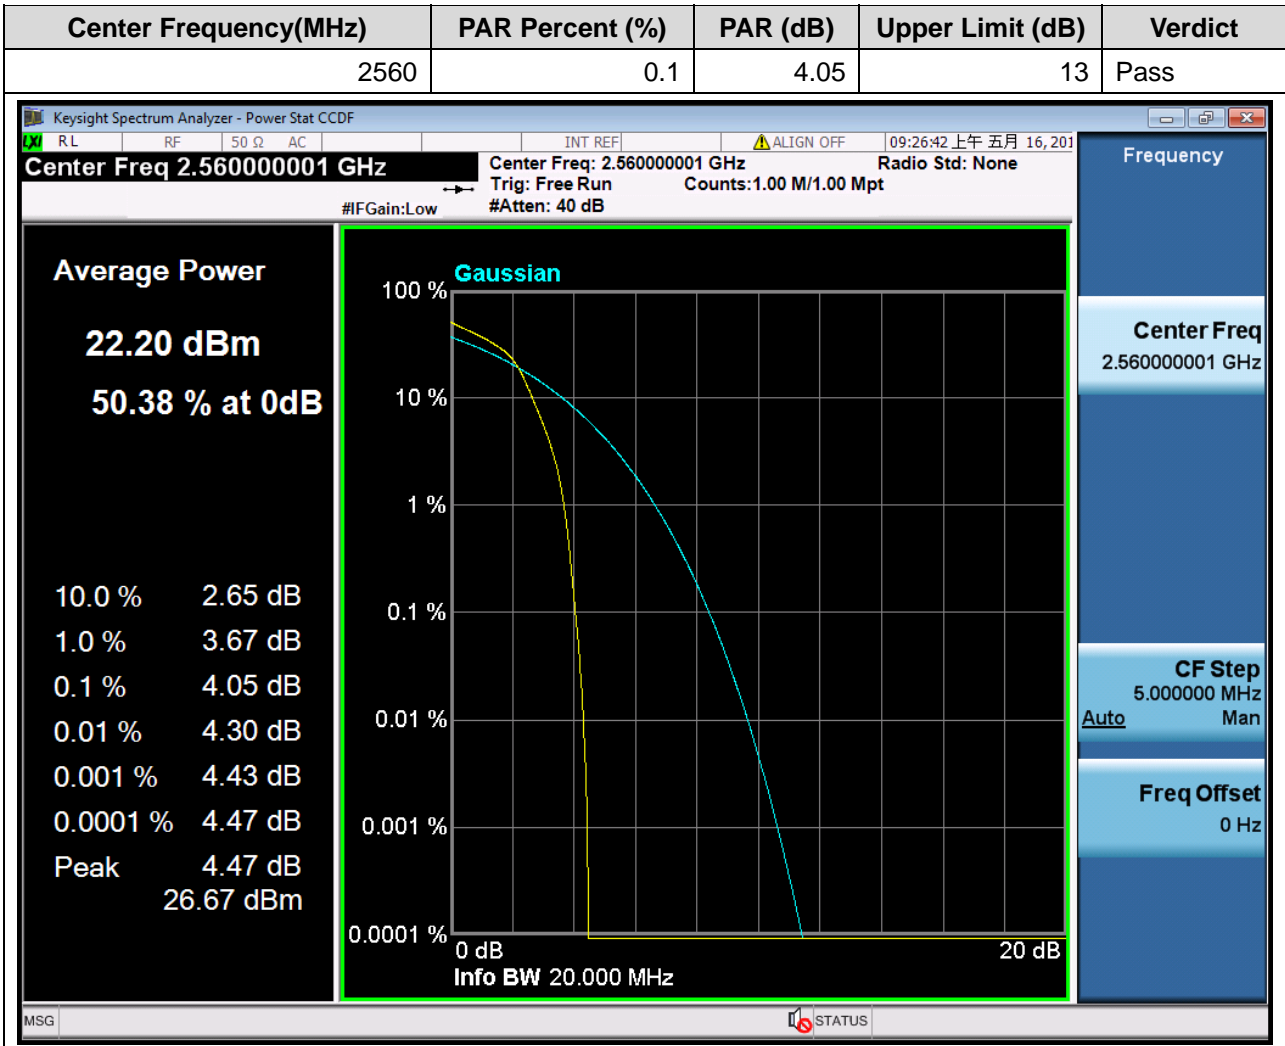 Center Frequency(MHz) PAR Percent (%) PAR (dB) Upper Limit (dB) Verdict
2560 0.1 4.05 13 Pass
Keysight Spectrum Analyzer - Power Stat CCDF
LXI RL RF 50 Ω AC INT REF ALIGN OFF 09:26:42 上午 五月 16, 201
Center Freq 2.560000001 GHz
Center Freq: 2.560000001 GHz Radio Std: None
Trig: Free Run Counts:1.00 M/1.00 Mpt
#IFGain:Low #Atten: 40 dB
Average Power
22.20 dBm
50.38 % at 0dB
10.0 % 2.65 dB
1.0 % 3.67 dB
0.1 % 4.05 dB
0.01 % 4.30 dB
0.001 % 4.43 dB
0.0001 % 4.47 dB
Peak 4.47 dB
26.67 dBm
Gaussian
100 %
10 %
1 %
0.1 %
0.01 %
0.001 %
0.0001 %
0 dB 20 dB
Info BW 20.000 MHz
Frequency
Center Freq
2.560000001 GHz
CF Step
5.000000 MHz
Auto Man
Freq Offset
0 Hz
MSG STATUS